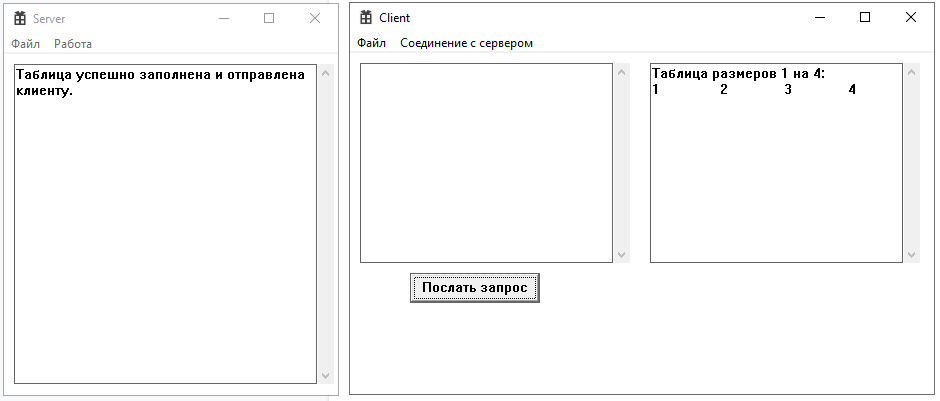 Server
Файл Работа
Таблица успешно заполнена и отправлена
клиенту.
Client
Файл Соединение с сервером
Таблица размеров 1 на 4:
1 2 3 4
Послать запрос